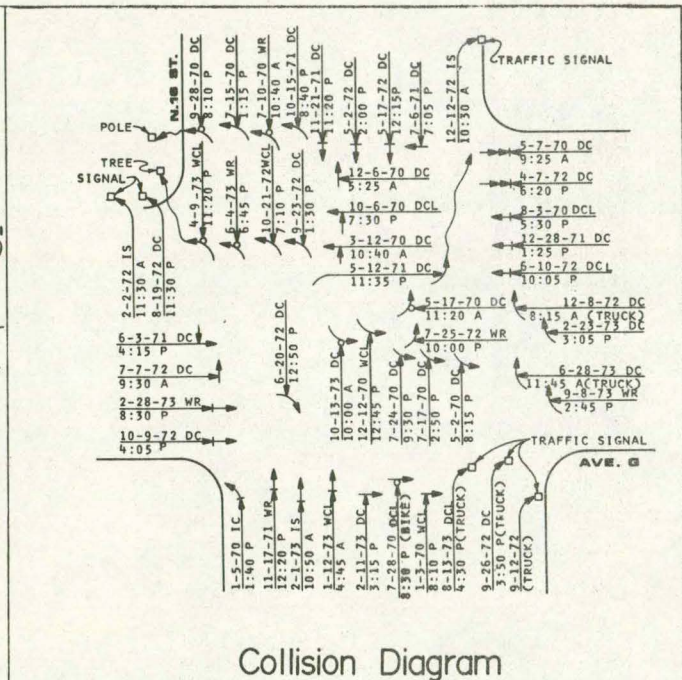 N.16 ST.
9-28-70 DC
8:10 P
7-15-70 DC
1:15 P
7-10-70 WR
10:40 A
10-15-71 DC
8:40 P
11-21-71 DC
11:20 P
5-2-72 DC
2:00 P
1-17-72 DC
12:15P
7-6-71 DC
7:05 P
12-12-72 IS
10:30 A
TRAFFIC SIGNAL
POLE
TREE
SIGNAL
2-2-72 IS
11:30 A
8-19-72 DC
11:30 P
4-9-73 WCL
11:20 P
6-4-73 WR
6:45 P
10-21-72WCL
7:10 P
9-23-72 DC
1:30 P
12-6-70 DC
5:25 A
10-6-70 DCL
7:30 P
3-12-70 DC
10:40 A
5-12-71 DC
11:35 P
5-7-70 DC
9:25 A
4-7-72 DC
6:20 P
8-3-70 DCL
5:30 P
12-28-71 DC
1:25 P
6-10-72 DCL
10:05 P
5-17-70 DC
11:20 A
7-25-72 WR
10:00 P
12-8-72 DC
8:15 A (TRUCK)
2-23-73 DC
3:05 P
6-28-73 DC
11:45 A(TRUCK)
9-8-73 WR
2:45 P
6-3-71 DC
4:15 P
7-7-72 DC
9:30 A
2-28-73 WR
8:30 P
10-9-72 DC
4:05 P
6-20-72 DC
12:50 P
10-13-73 DC
10:00 A
12-12-70 WCL
12:45 P
7-24-70 DC
9:30 P
7-17-70 DC
2:50 P
5-2-70 DC
8:15 P
TRAFFIC SIGNAL
AVE. G
1-5-70 IC
1:40 P
11-17-71 WR
12:20 P
2-1-73 IS
10:50 A
1-12-73 WCL
4:45 A
2-11-73 DC
3:15 P
7-28-70 DCL
8:30 P (BIKE)
1-3-70 WCL
8:10 P
8-13-73 DCL
4:30 P(TRUCK)
9-26-72 DC
3:50 P(TRUCK)
9-12-72
(TRUCK)
Collision Diagram